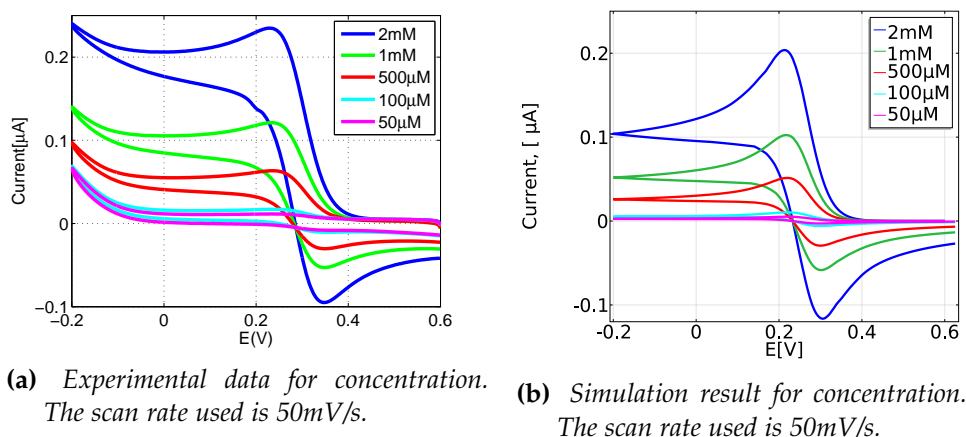 0.2
0.1
0
−0.1
−0.2
0
0.2
0.4
0.6
Current[µA]
E(V)
2mM
1mM
500µM
100µM
50µM
0.2
0.1
0
-0.1
-0.2
0
0.2
0.4
0.6
Current, [ µA]
E[V]
2mM
1mM
500µM
100µM
50µM
(a) Experimental data for concentration.
The scan rate used is 50mV/s.
(b) Simulation result for concentration.
The scan rate used is 50mV/s.